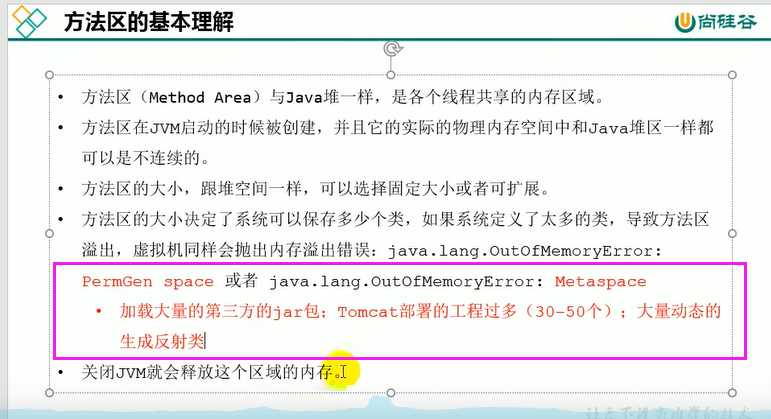 方法区的基本理解
尚硅谷
• 方法区（Method Area）与Java堆一样，是各个线程共享的内存区域。
• 方法区在JVM启动的时候被创建，并且它的实际的物理内存空间中和Java堆区一样都
可以是不连续的。
• 方法区的大小，跟堆空间一样，可以选择固定大小或者可扩展。
• 方法区的大小决定了系统可以保存多少个类，如果系统定义了太多的类，导致方法区
溢出，虚拟机同样会抛出内存溢出错误：java.lang.OutOfMemoryError:
PermGen space 或者 java.lang.OutOfMemoryError: Metaspace
• 加载大量的第三方的jar包；Tomcat部署的工程过多（30-50个）；大量动态的
生成反射类
• 关闭JVM就会释放这个区域的内存。